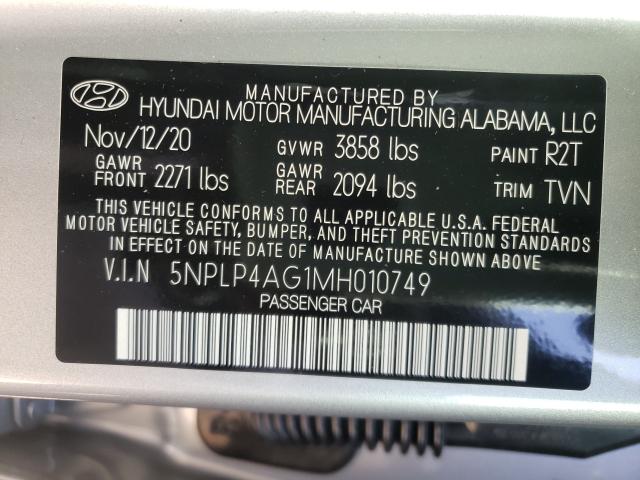 MANUFACTURED BY
HYUNDAI MOTOR MANUFACTURING ALABAMA, LLC
Nov/12/20 GVWR 3858 lbs PAINT R2T
GAWR FRONT 2271 lbs GAWR REAR 2094 lbs TRIM TVN
THIS VEHICLE CONFORMS TO ALL APPLICABLE U.S.A. FEDERAL
MOTOR VEHICLE SAFETY, BUMPER, AND THEFT PREVENTION STANDARDS
IN EFFECT ON THE DATE OF MANUFACTURE SHOWN ABOVE
V.I.N 5NPLP4AG1MH010749
PASSENGER CAR